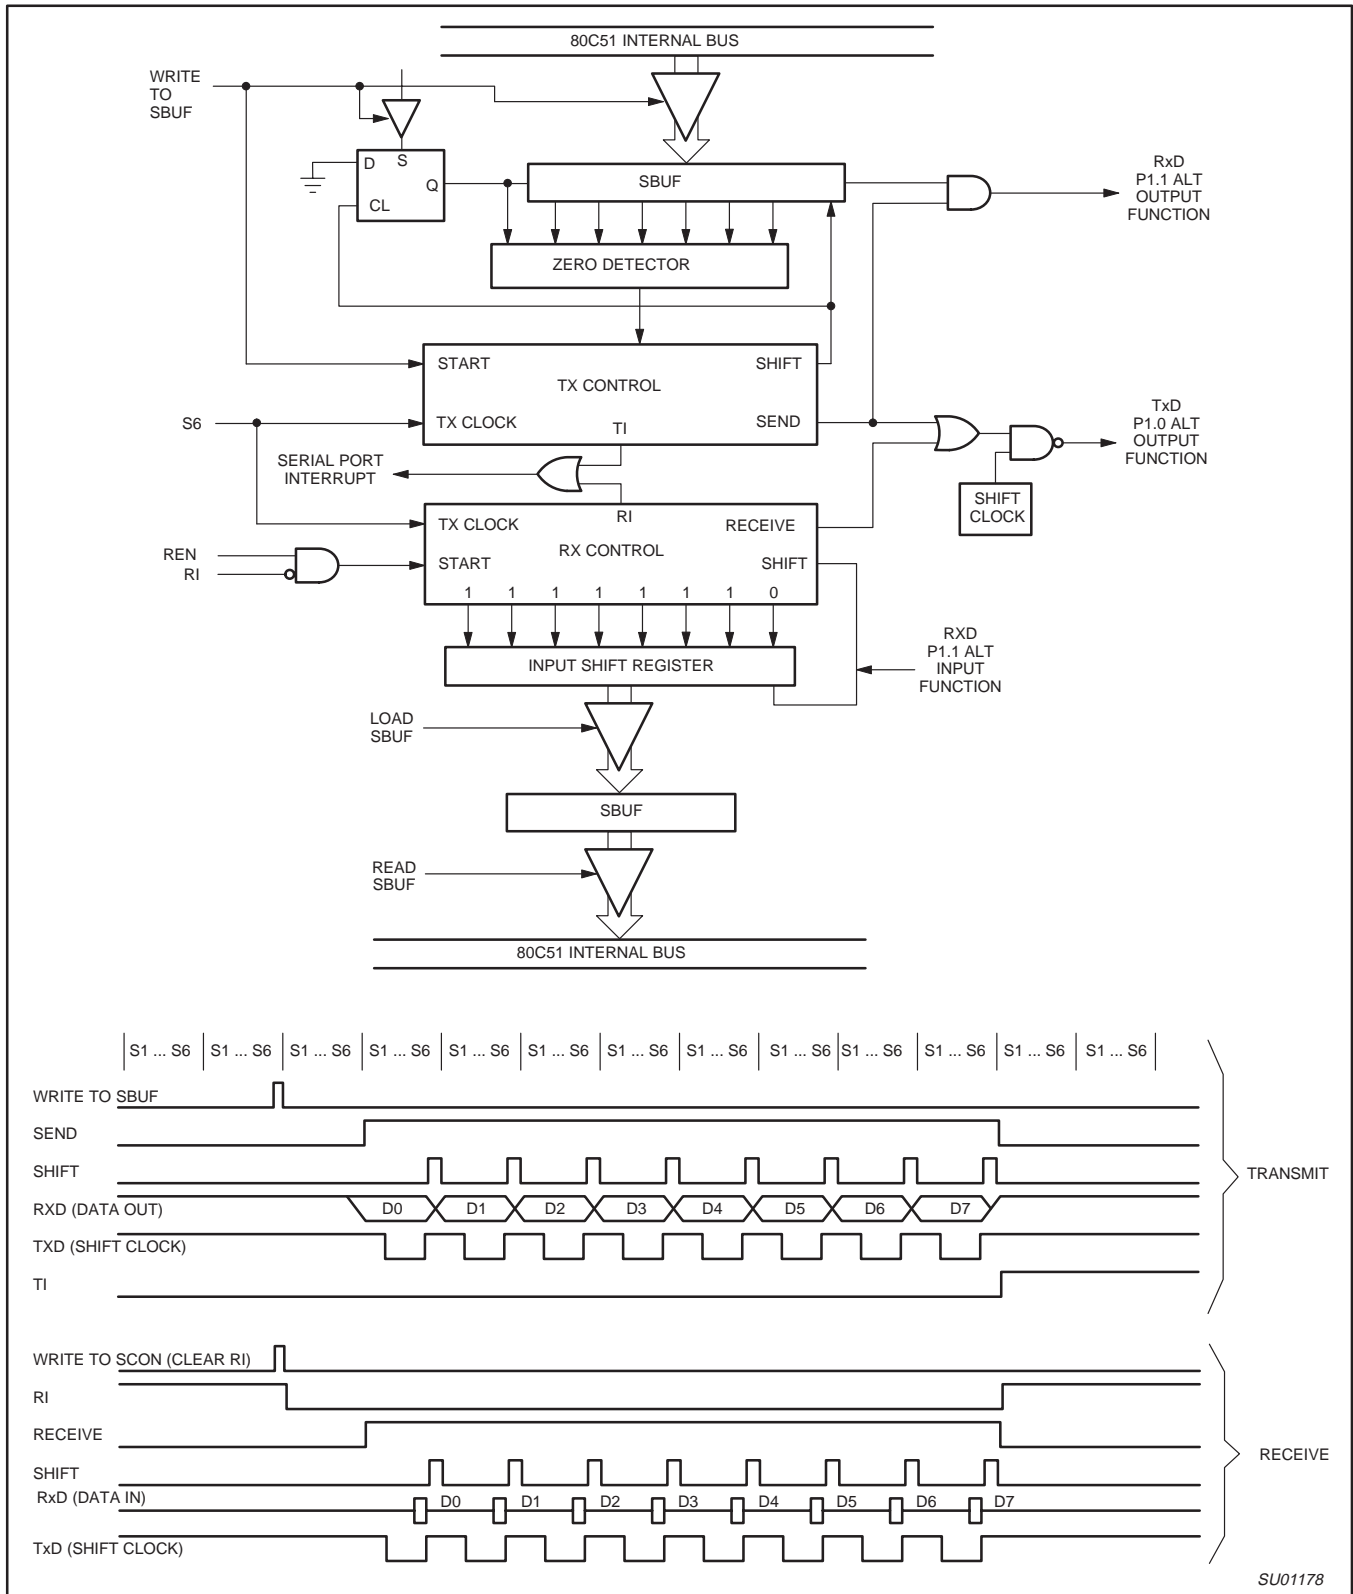 80C51 INTERNAL BUS
WRITE
TO
SBUF
D
S
Q
CL
SBUF
RxD
P1.1 ALT
OUTPUT
FUNCTION
ZERO DETECTOR
START
SHIFT
TX CONTROL
S6
TX CLOCK
TI
SEND
TxD
P1.0 ALT
OUTPUT
FUNCTION
SERIAL PORT
INTERRUPT
SHIFT
CLOCK
TX CLOCK
RI
RECEIVE
RX CONTROL
REN
RI
START
SHIFT
1 1 1 1 1 1 1 0
RXD
P1.1 ALT
INPUT
FUNCTION
INPUT SHIFT REGISTER
LOAD
SBUF
SBUF
READ
SBUF
80C51 INTERNAL BUS
S1 ... S6 S1 ... S6 S1 ... S6 S1 ... S6 S1 ... S6 S1 ... S6 S1 ... S6 S1 ... S6 S1 ... S6 S1 ... S6 S1 ... S6 S1 ... S6 S1 ... S6
WRITE TO SBUF
SEND
SHIFT
TRANSMIT
RXD (DATA OUT) D0 D1 D2 D3 D4 D5 D6 D7
TXD (SHIFT CLOCK)
TI
WRITE TO SCON (CLEAR RI)
RI
RECEIVE
RECEIVE
SHIFT
RxD (DATA IN) D0 D1 D2 D3 D4 D5 D6 D7
TxD (SHIFT CLOCK)
SU01178